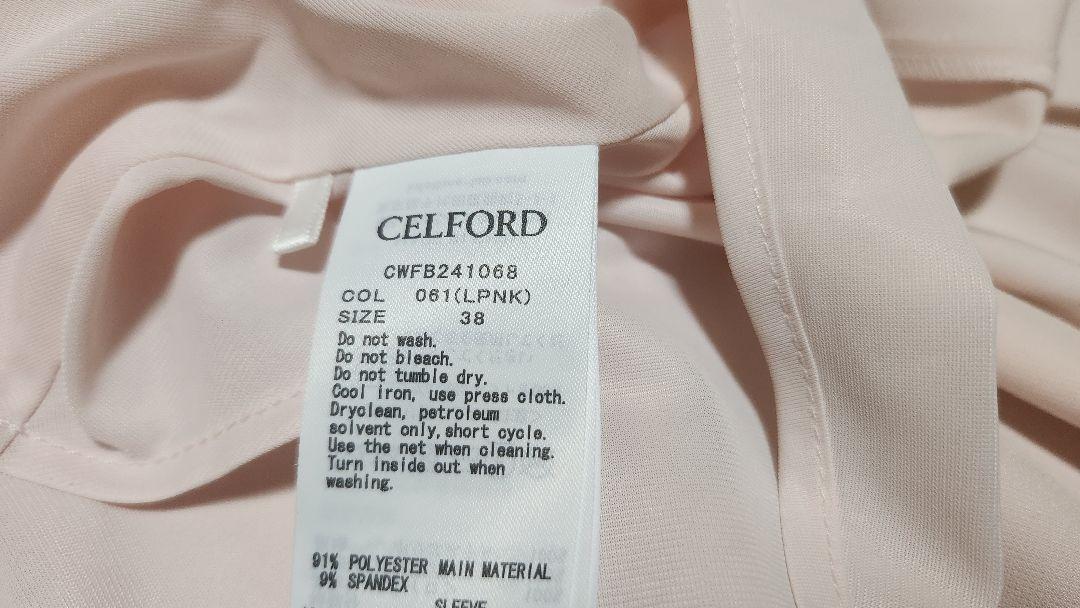 CELFORD
CWFB241068
COL 061(LPNK)
SIZE 38
Do not wash.
Do not bleach.
Do not tumble dry.
Cool iron, use press cloth.
Dryclean, petroleum
solvent only,short cycle.
Use the net when cleaning.
Turn inside out when
washing.
91% POLYESTER MAIN MATERIAL
9% SPANDEX
SLEEVE